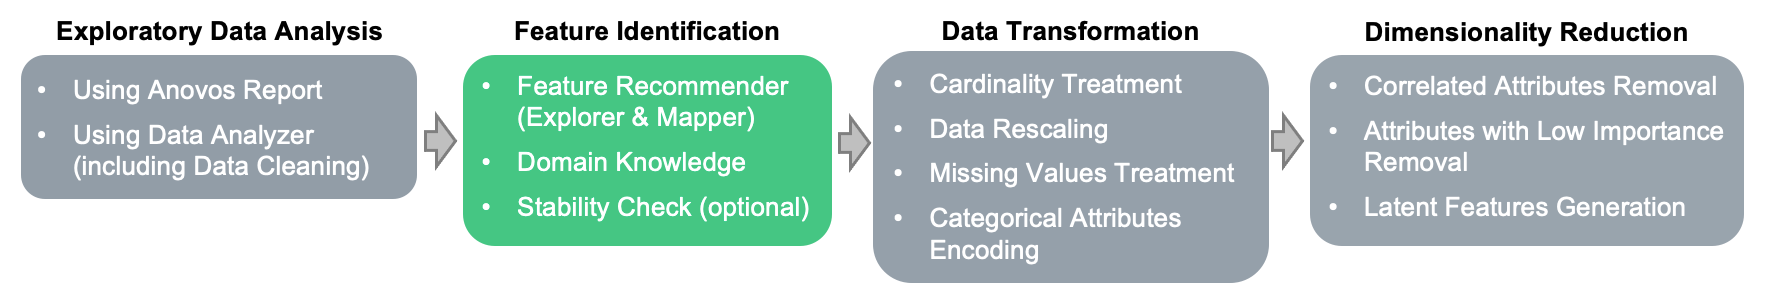 Exploratory Data Analysis
• Using Anovos Report
• Using Data Analyzer
(including Data Cleaning)
Feature Identification
• Feature Recommender
(Explorer & Mapper)
• Domain Knowledge
• Stability Check (optional)
Data Transformation
• Cardinality Treatment
• Data Rescaling
• Missing Values Treatment
• Categorical Attributes
Encoding
Dimensionality Reduction
• Correlated Attributes Removal
• Attributes with Low Importance
Removal
• Latent Features Generation